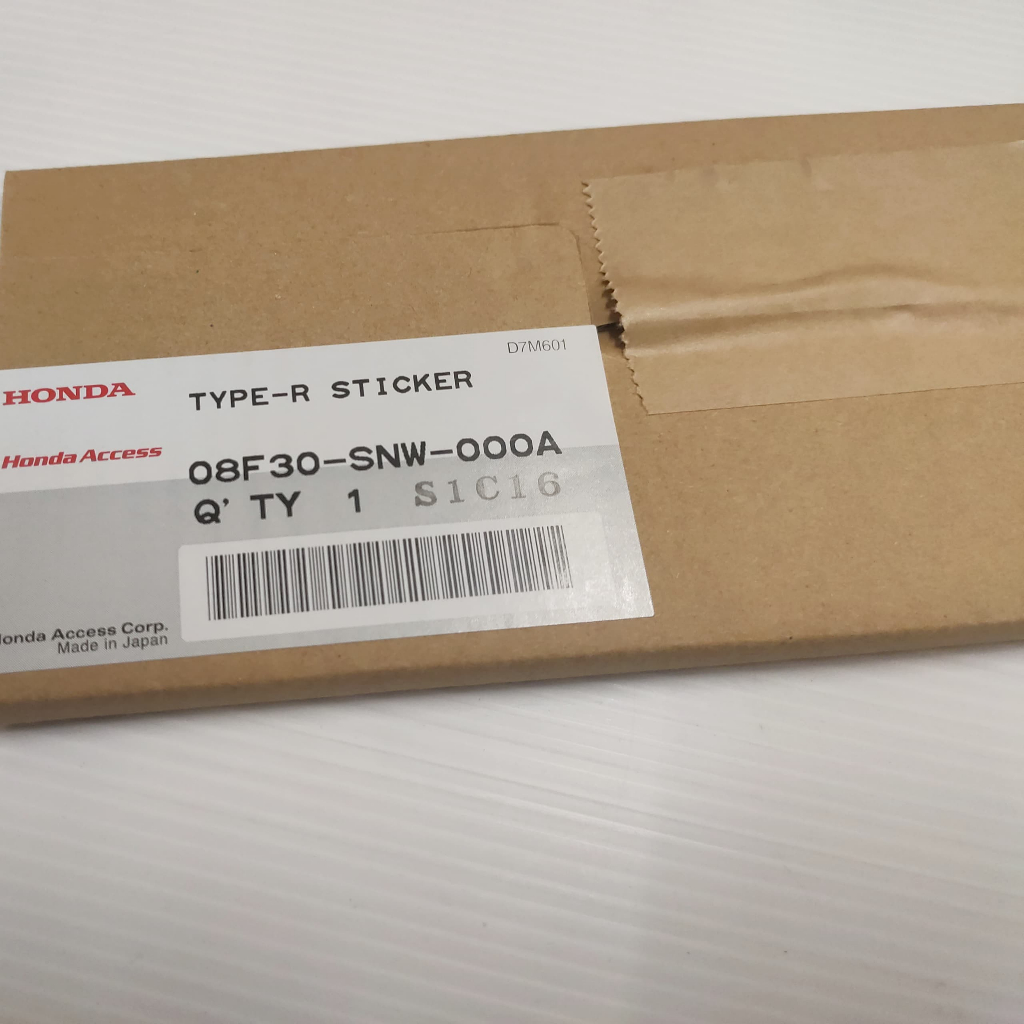 D7M601
HONDA
TYPE-R STICKER
Honda Access
08F30-SNW-000A
Q'TY 1 S1C16
Honda Access Corp.
Made in Japan